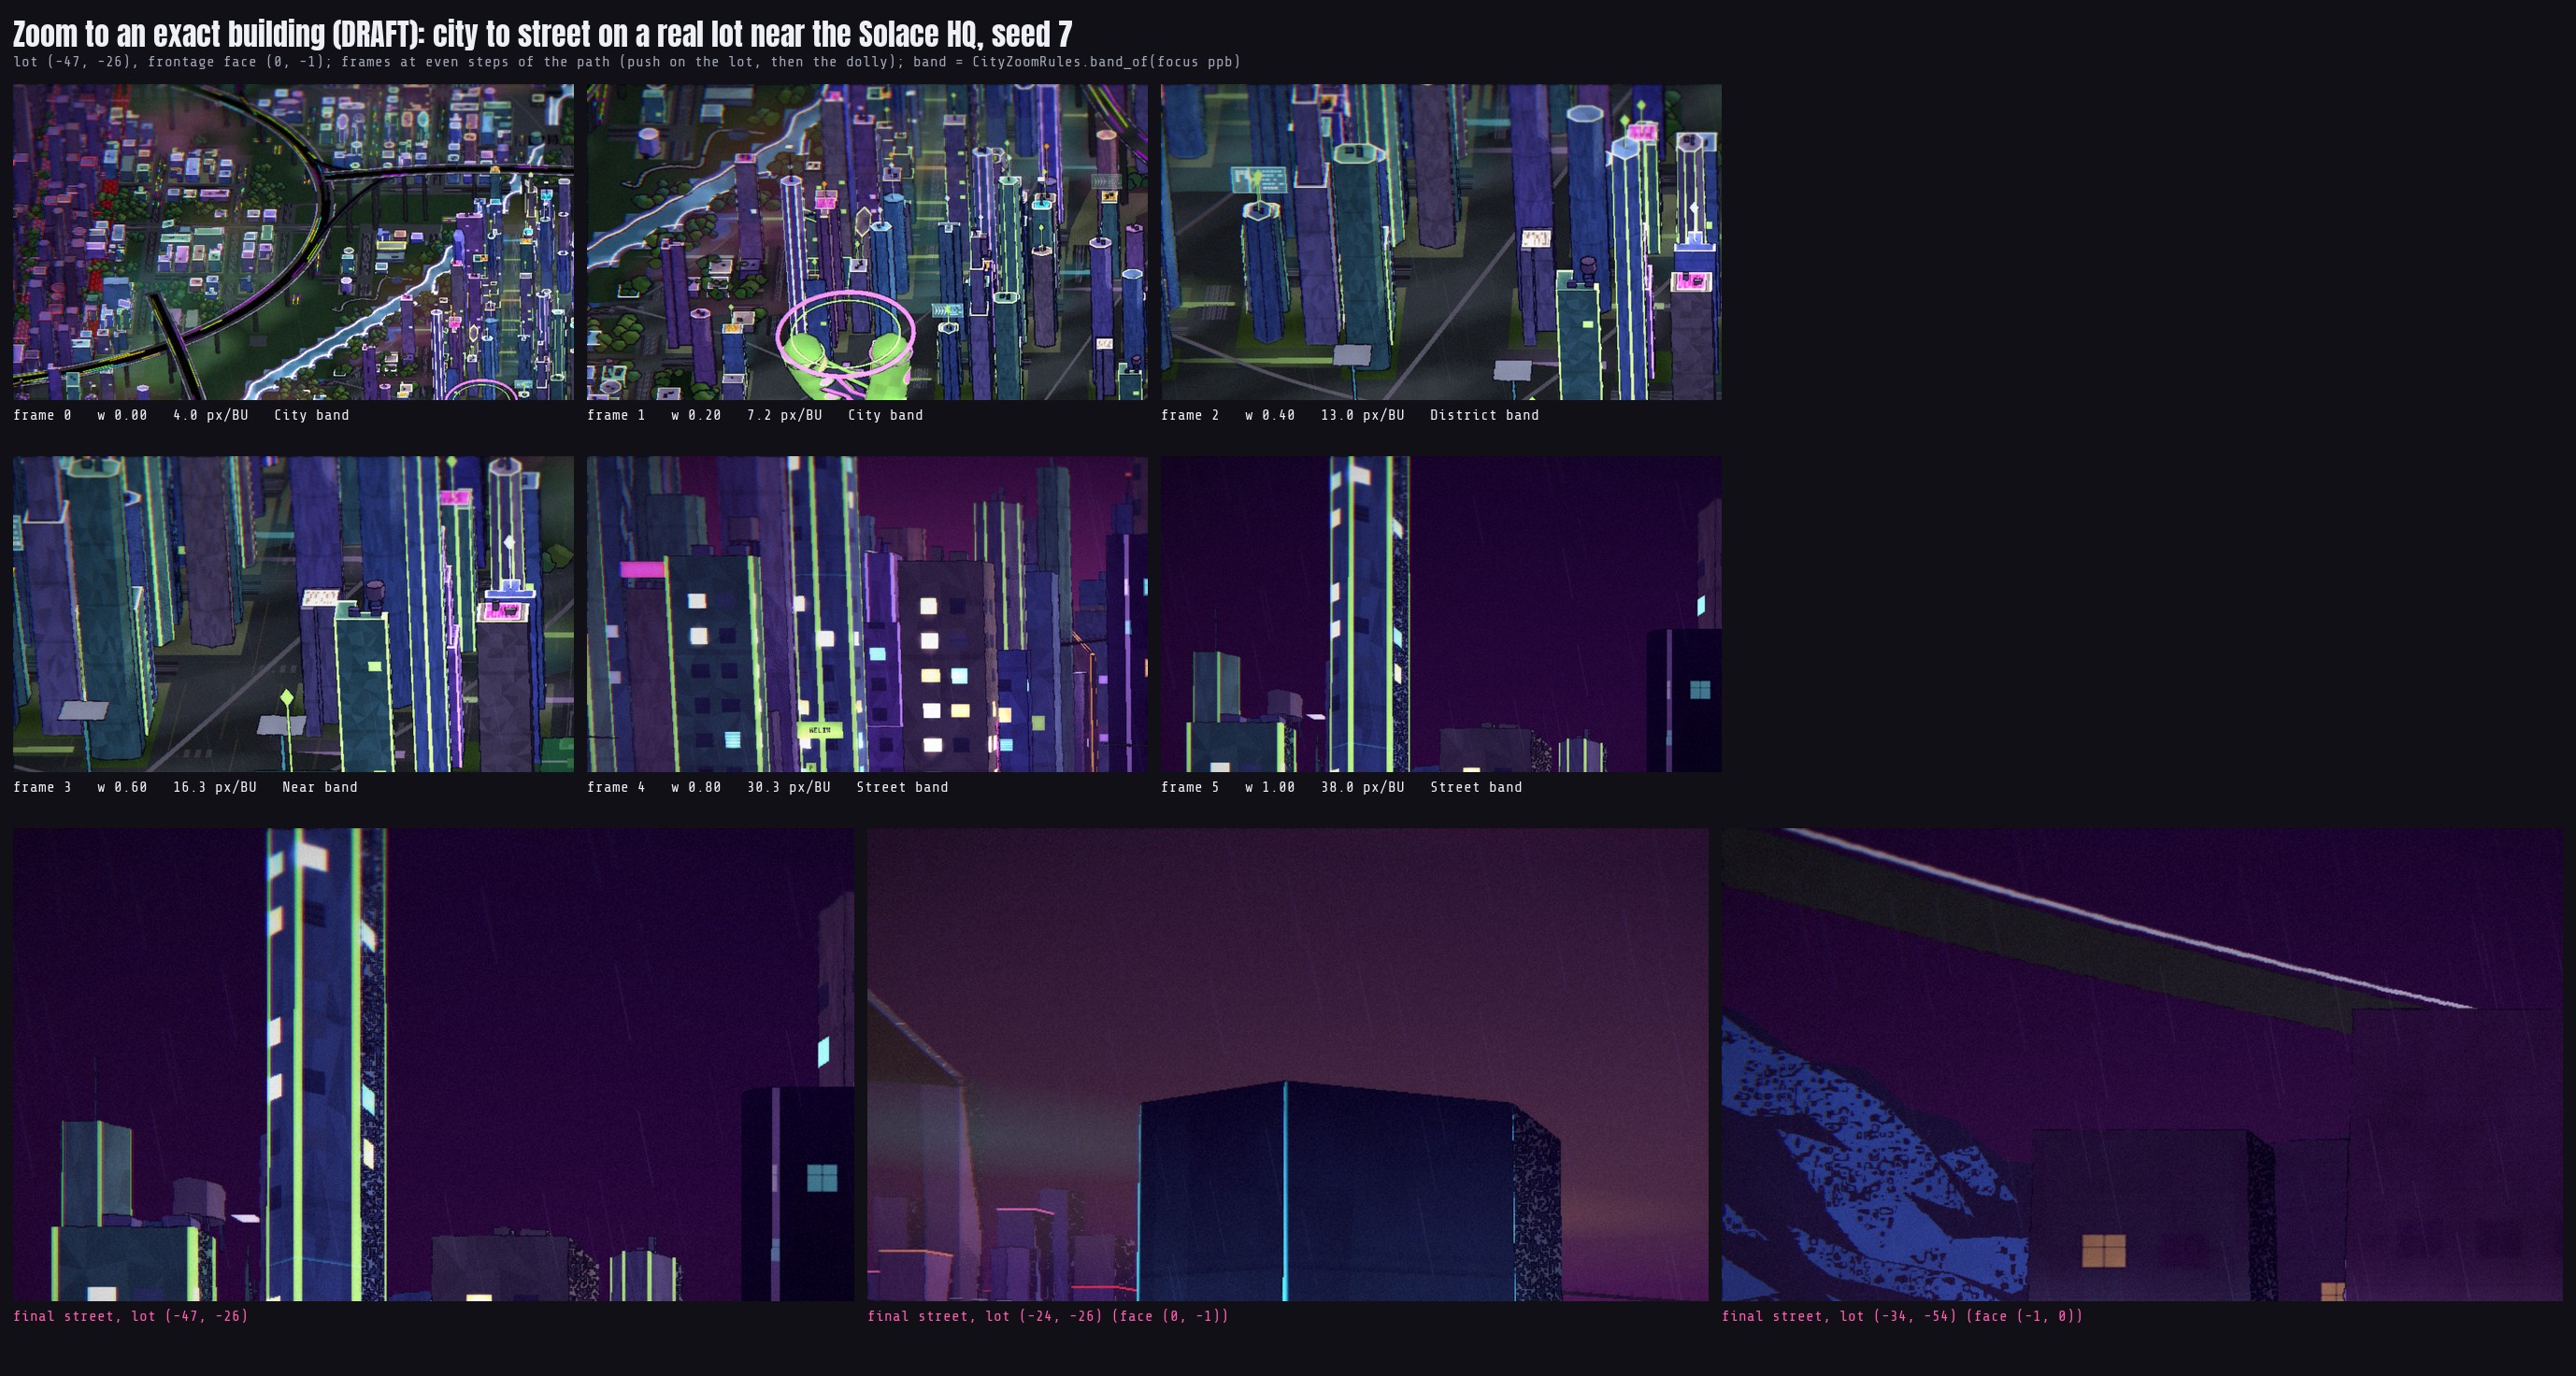 Zoom to an exact building (DRAFT): city to street on a real lot near the Solace HQ, seed 7
lot (-47, -26), frontage face (0, -1); frames at even steps of the path (push on the lot, then the dolly); band = CityZoomRules.band_of(focus ppb)
frame 0 w 0.00 4.0 px/BU City band
frame 1 w 0.20 7.2 px/BU City band
frame 2 w 0.40 13.0 px/BU District band
frame 3 w 0.60 16.3 px/BU Near band
frame 4 w 0.80 30.3 px/BU Street band
frame 5 w 1.00 38.0 px/BU Street band
final street, lot (-47, -26)
final street, lot (-24, -26) (face (0, -1))
final street, lot (-34, -54) (face (-1, 0))